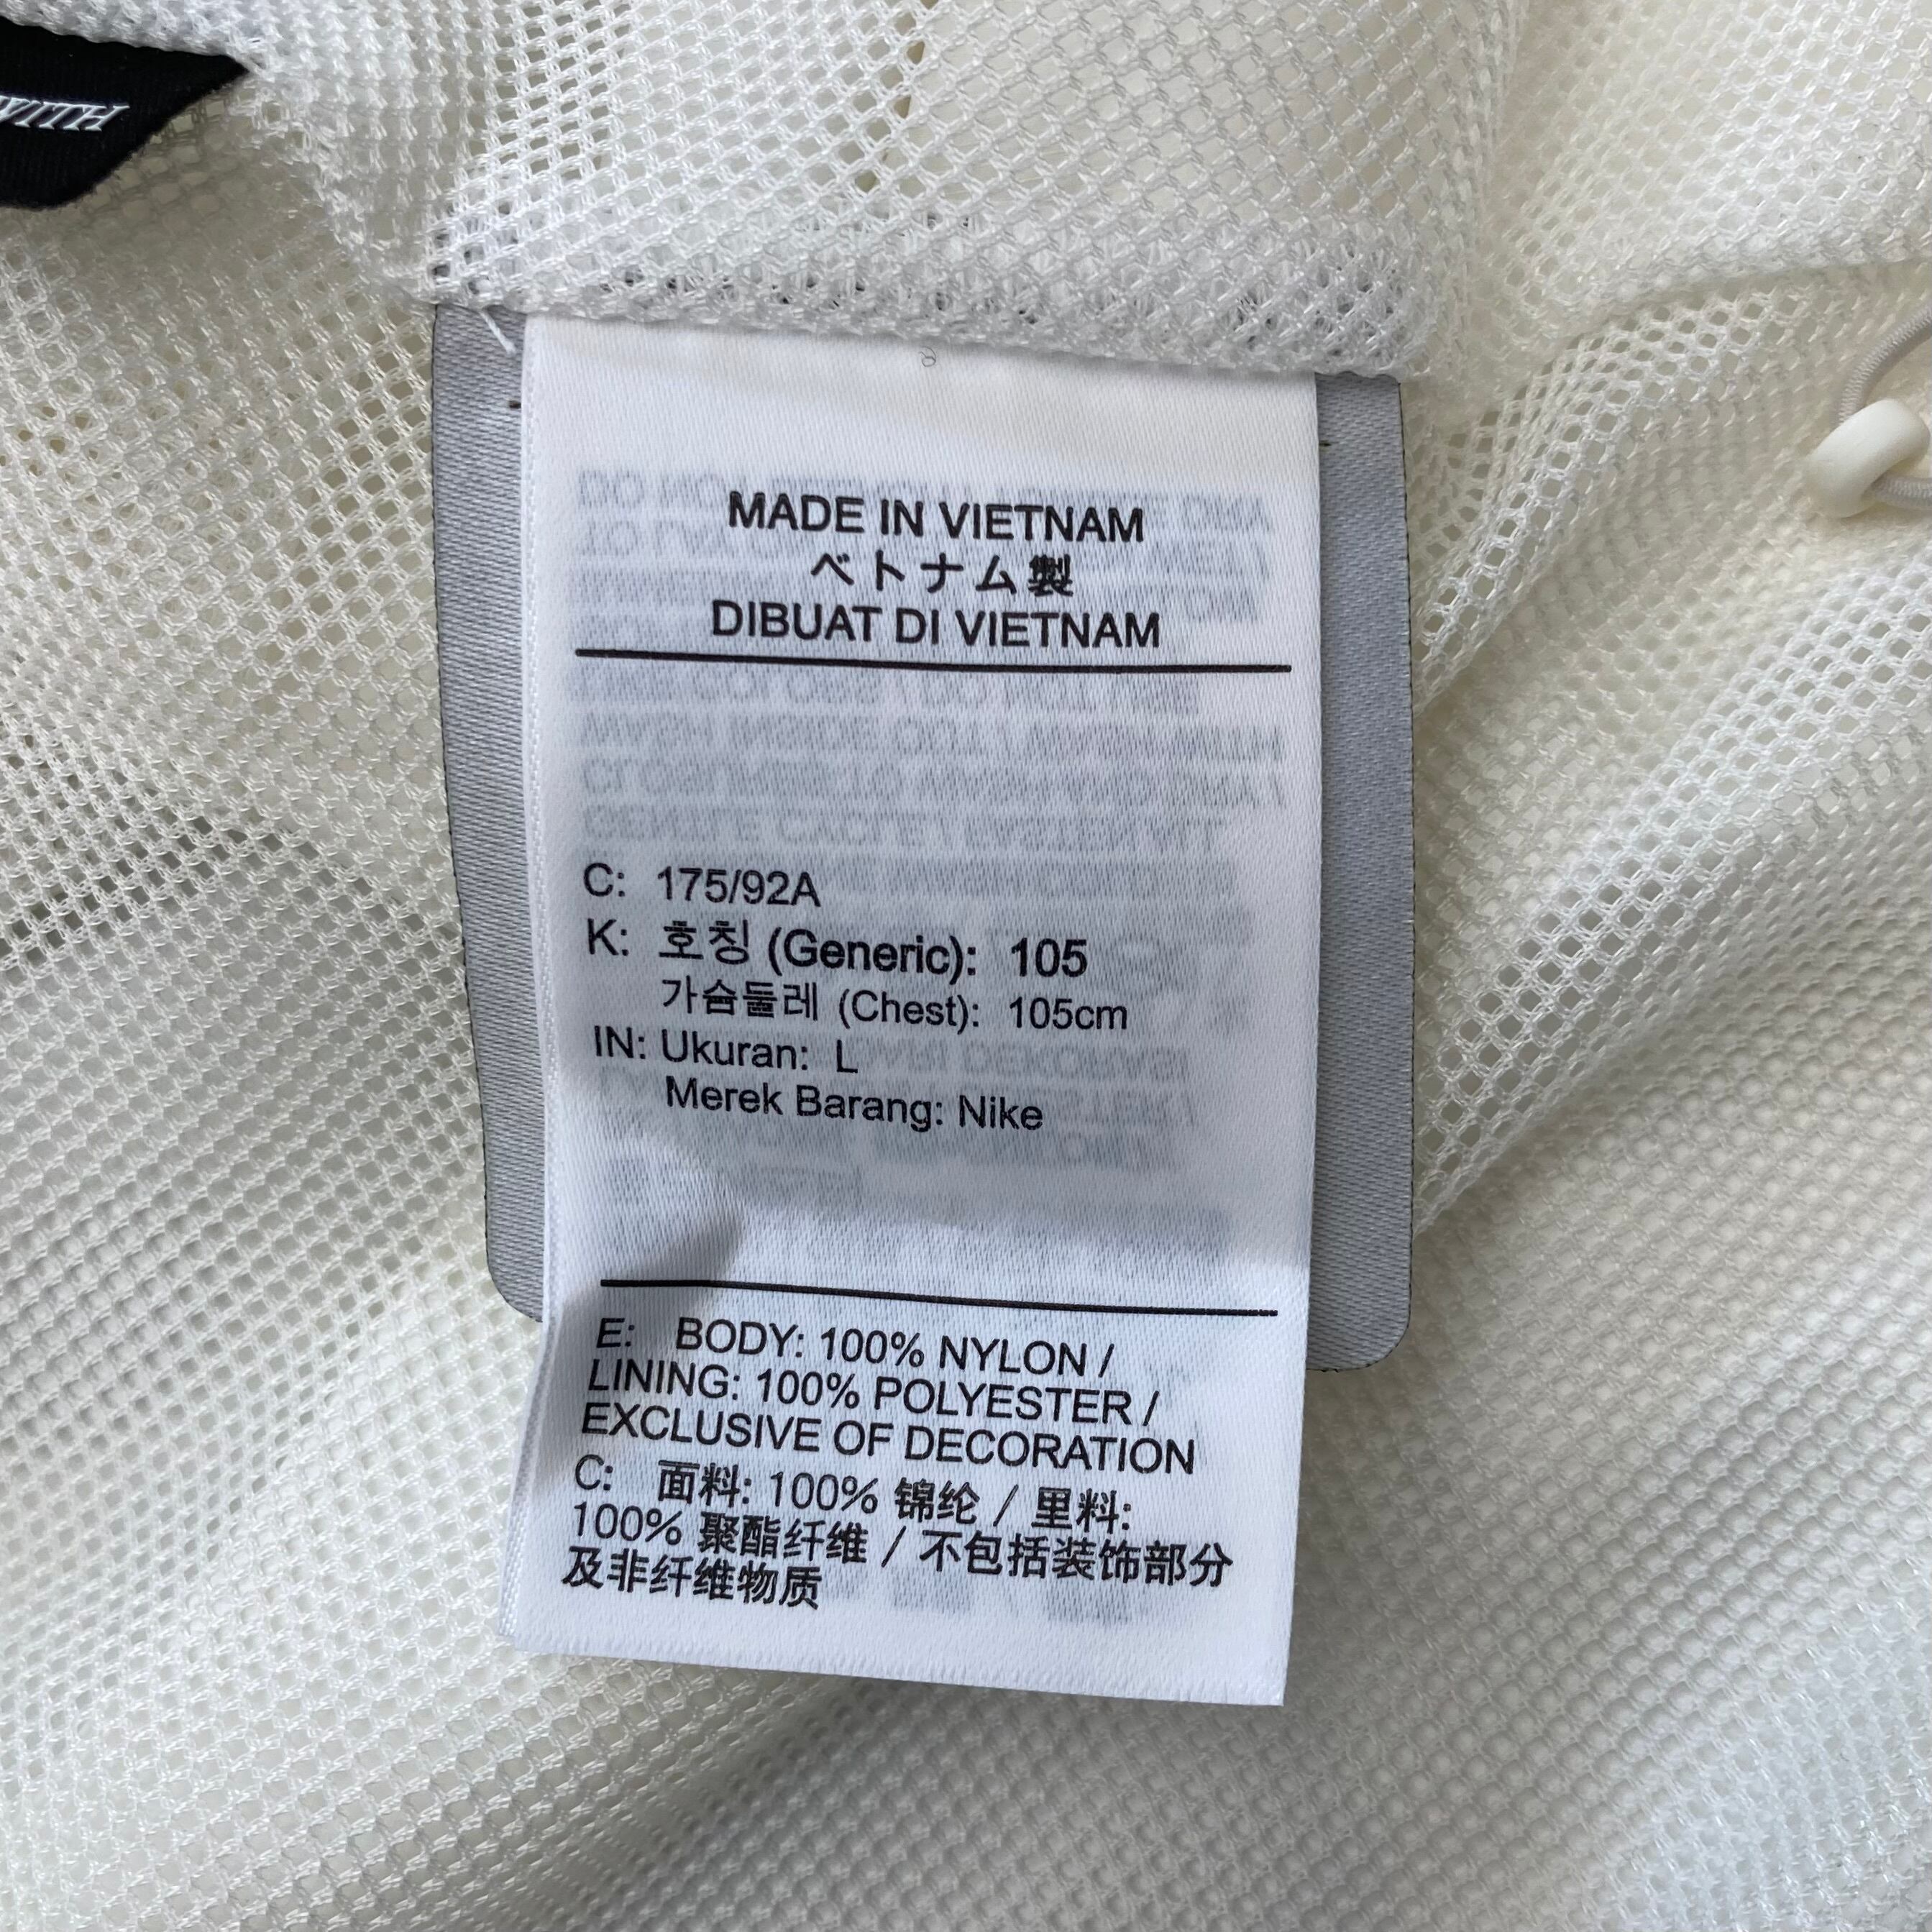 WITH
MADE IN VIETNAM
ベトナム製
DIBUAT DI VIETNAM
C: 175/92A
K: 호칭 (Generic): 105
가슴둘레 (Chest): 105cm
IN: Ukuran: L
Merek Barang: Nike
E: BODY: 100% NYLON /
LINING: 100% POLYESTER /
EXCLUSIVE OF DECORATION
C: 面料: 100% 锦纶 / 里料:
100% 聚酯纤维 / 不包括装饰部分
及非纤维物质